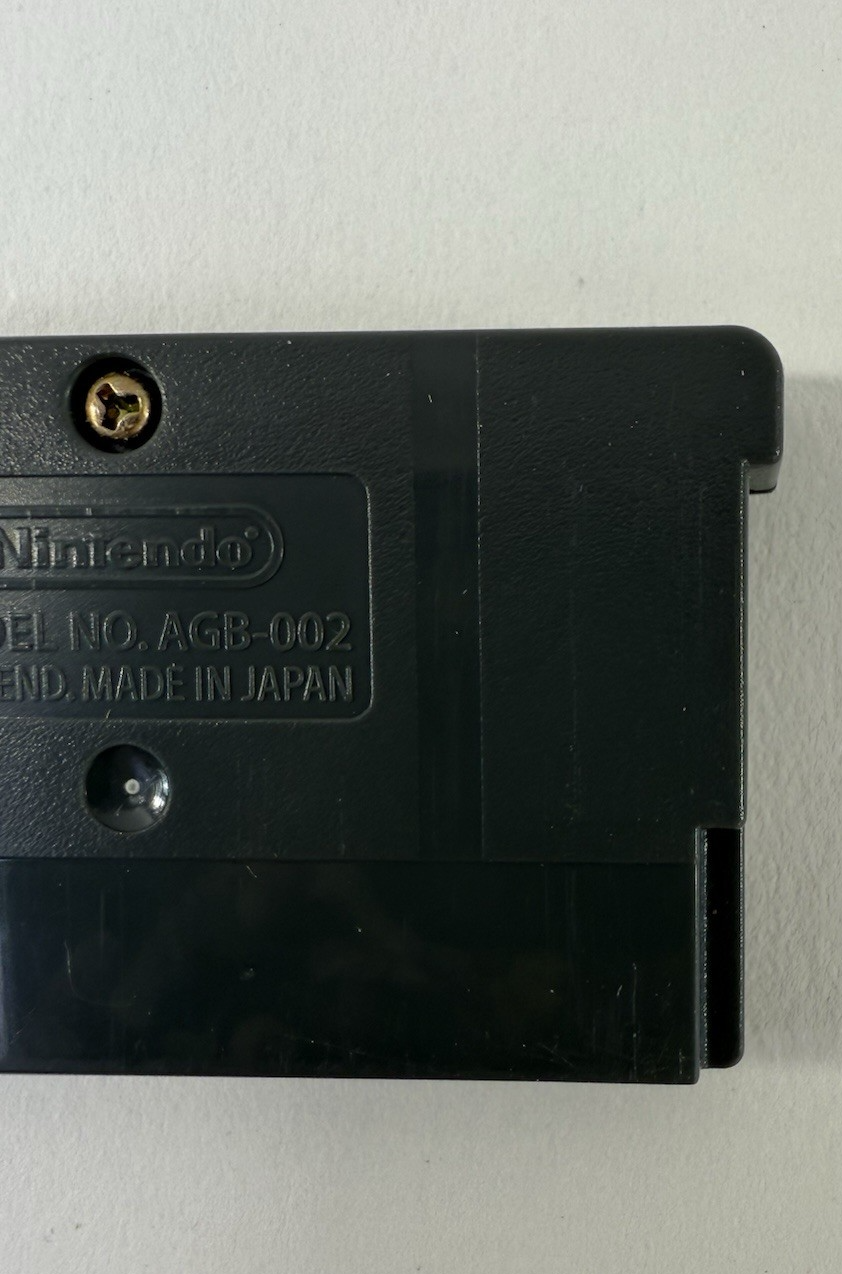 Nintendo®
DEL NO. AGB-002
END. MADE IN JAPAN